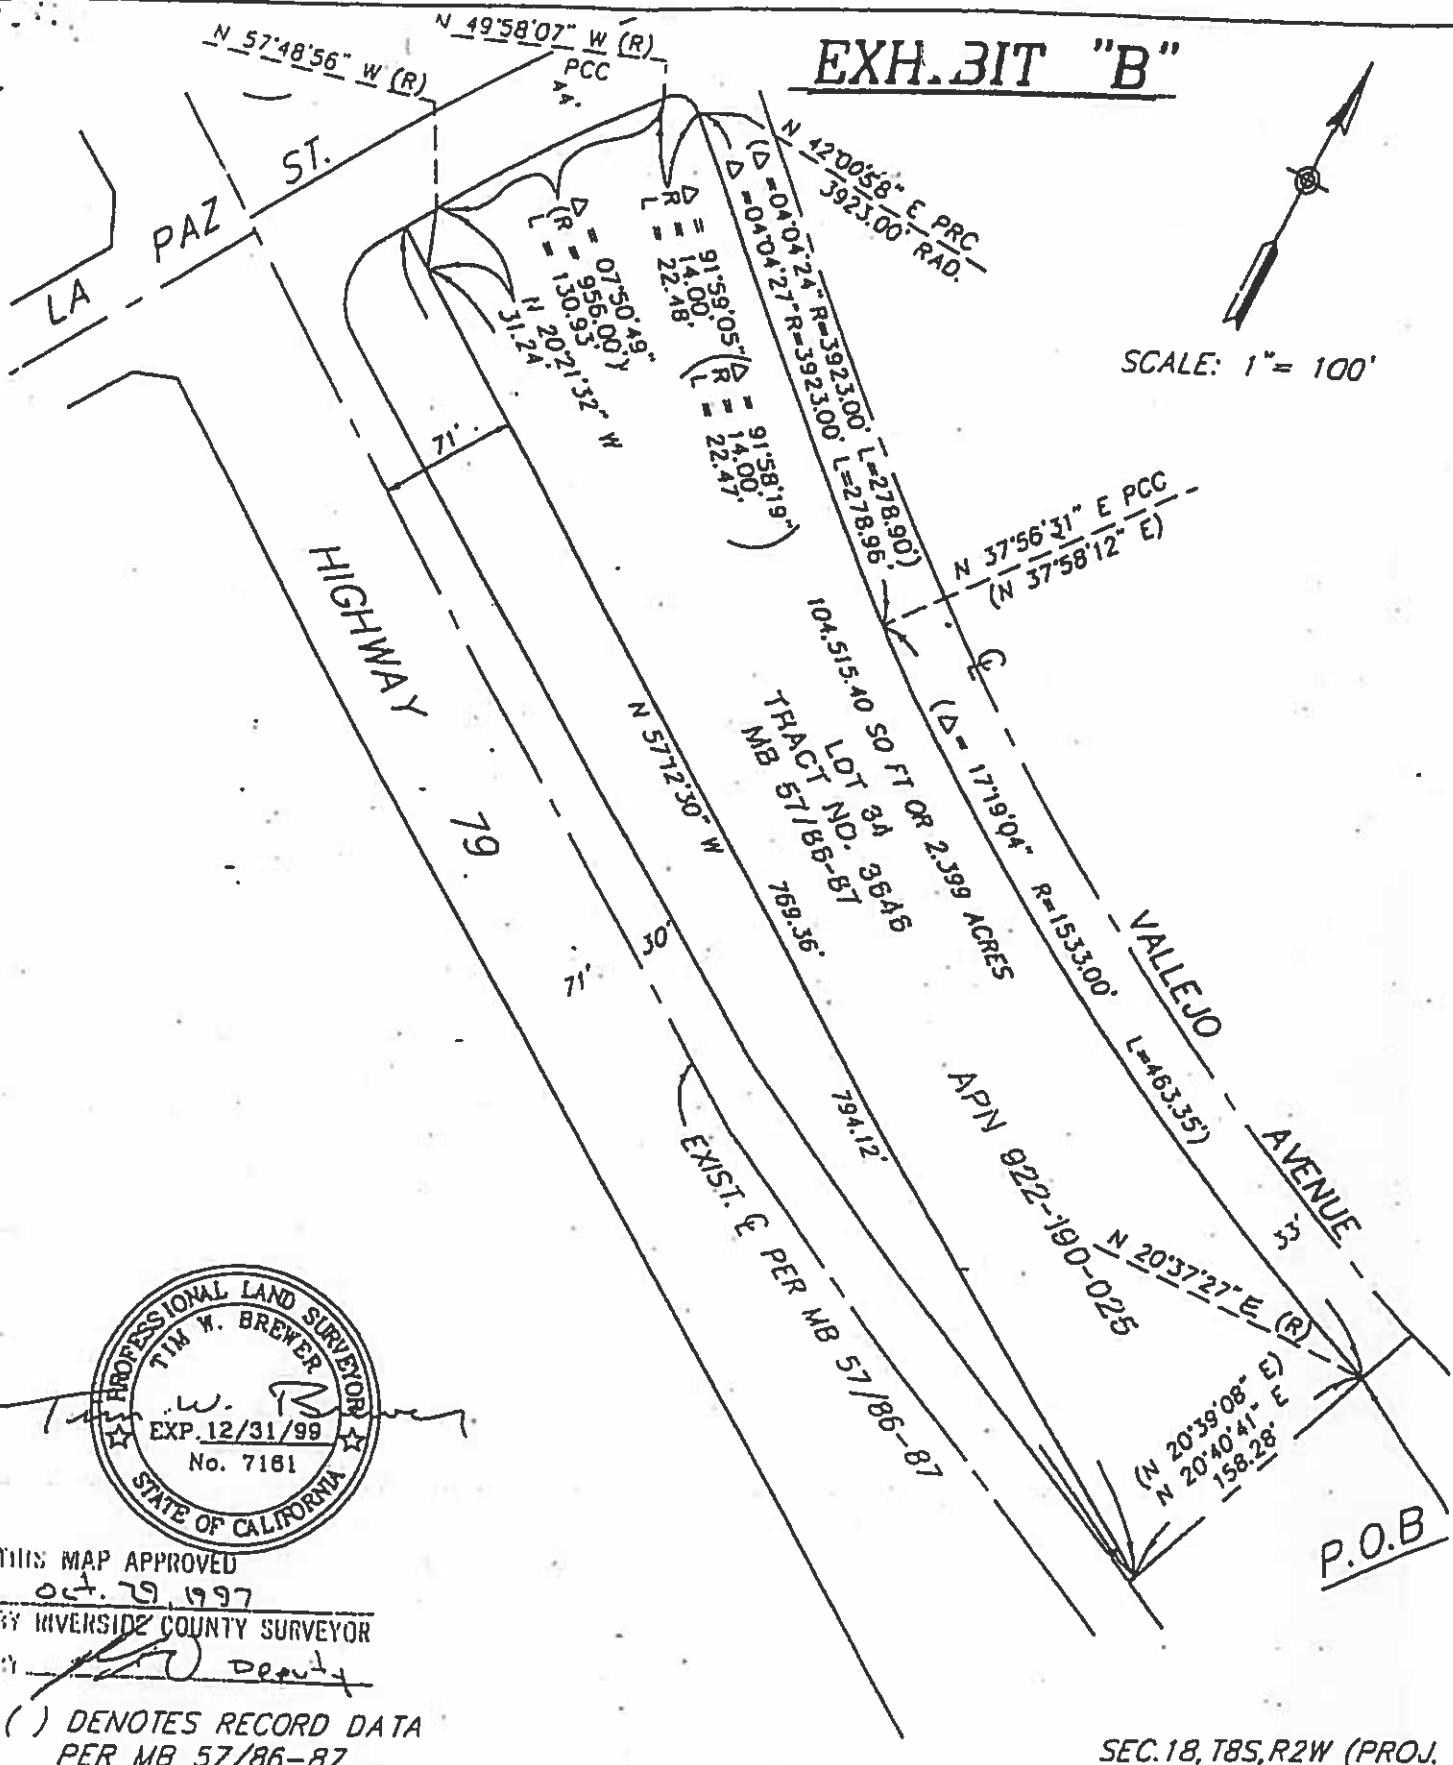 EXH.BIT "B"
N 57°48'56" W (R)
N 49°58'07" W (R)
PCC
44'
LA PAZ ST.
N 42°00'58" E PRC
3923.00' RAD.
SCALE: 1"= 100'
(Δ =04°04'24" R=3923.00' L=278.90')
Δ =04°04'27" R=3923.00' L=278.96'
Δ = 91°59'05"
R = 14.00'
L = 22.48'
(Δ = 91°58'19"
R = 14.00'
L = 22.47')
Δ = 07°50'49"
(R = 956.00')
L = 130.93'
N 20°21'32" W
31.24'
71'
N 37°56'31" E PCC
(N 37°58'12" E)
HIGHWAY 79
N 57°12'30" W
769.36'
794.12'
104,515.40 SQ FT OR 2.399 ACRES
LOT 34
TRACT NO. 3646
MB 57/86-87
(Δ = 17°19'04" R=1533.00' L=463.35')
VALLEJO AVENUE
30'
71'
APN 922-190-025
33'
EXIST. ℄ PER MB 57/86-87
N 20°37'27" E (R)
(N 20°39'08" E)
N 20°40'41" E
158.28'
P.O.B
PROFESSIONAL LAND SURVEYOR
TIM W. BREWER
EXP. 12/31/99
No. 7161
STATE OF CALIFORNIA
THIS MAP APPROVED
Oct. 29, 1997
BY RIVERSIDE COUNTY SURVEYOR
Deputy
( ) DENOTES RECORD DATA
PER MB 57/86-87
SEC.18, T8S, R2W (PROJ.